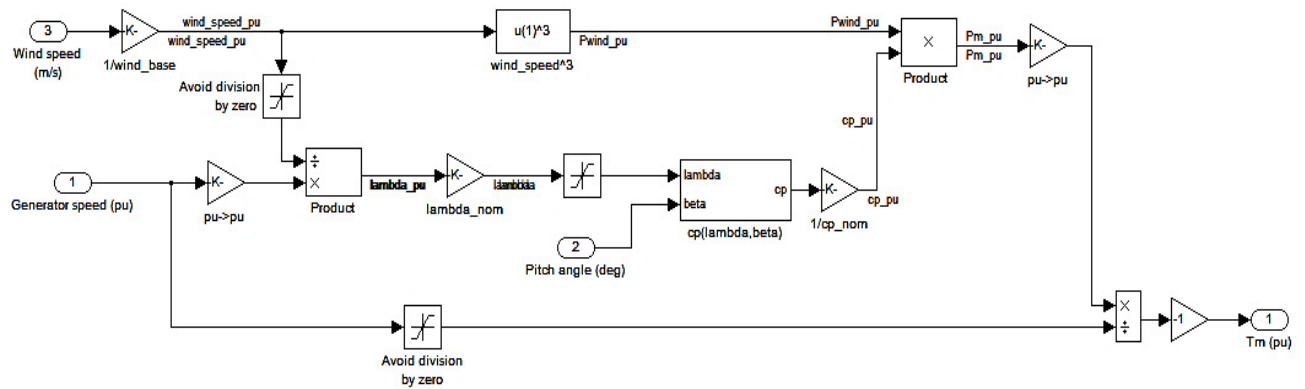 3
Wind speed
(m/s)
K-
1/wind_base
wind_speed_pu
wind_speed_pu
Avoid division
by zero
u(1)^3
wind_speed^3
Pwind_pu
Pwind_pu
×
Product
Pm_pu
Pm_pu
K-
pu->pu
cp_pu
1
Generator speed (pu)
K-
pu->pu
÷
×
Product
lambda_pu
K-
lambda_nom
lambda
lambda
beta
cp
cp(lambda,beta)
K-
1/cp_nom
cp_pu
2
Pitch angle (deg)
Avoid division
by zero
×
÷
-1
1
Tm (pu)